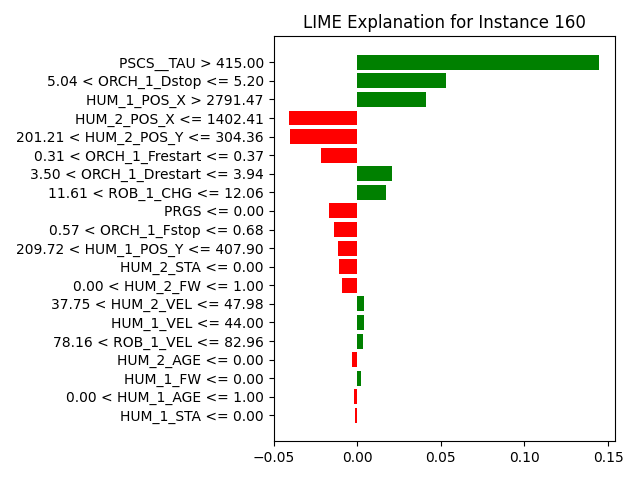 LIME Explanation for Instance 160
PSCS__TAU > 415.00
5.04 < ORCH_1_Dstop <= 5.20
HUM_1_POS_X > 2791.47
HUM_2_POS_X <= 1402.41
201.21 < HUM_2_POS_Y <= 304.36
0.31 < ORCH_1_Frestart <= 0.37
3.50 < ORCH_1_Drestart <= 3.94
11.61 < ROB_1_CHG <= 12.06
PRGS <= 0.00
0.57 < ORCH_1_Fstop <= 0.68
209.72 < HUM_1_POS_Y <= 407.90
HUM_2_STA <= 0.00
0.00 < HUM_2_FW <= 1.00
37.75 < HUM_2_VEL <= 47.98
HUM_1_VEL <= 44.00
78.16 < ROB_1_VEL <= 82.96
HUM_2_AGE <= 0.00
HUM_1_FW <= 0.00
0.00 < HUM_1_AGE <= 1.00
HUM_1_STA <= 0.00
−0.05 0.00 0.05 0.10 0.15